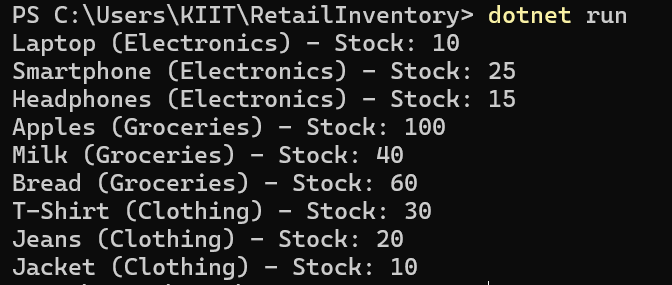 PS C:\Users\KIIT\RetailInventory> dotnet run
Laptop (Electronics) - Stock: 10
Smartphone (Electronics) - Stock: 25
Headphones (Electronics) - Stock: 15
Apples (Groceries) - Stock: 100
Milk (Groceries) - Stock: 40
Bread (Groceries) - Stock: 60
T-Shirt (Clothing) - Stock: 30
Jeans (Clothing) - Stock: 20
Jacket (Clothing) - Stock: 10